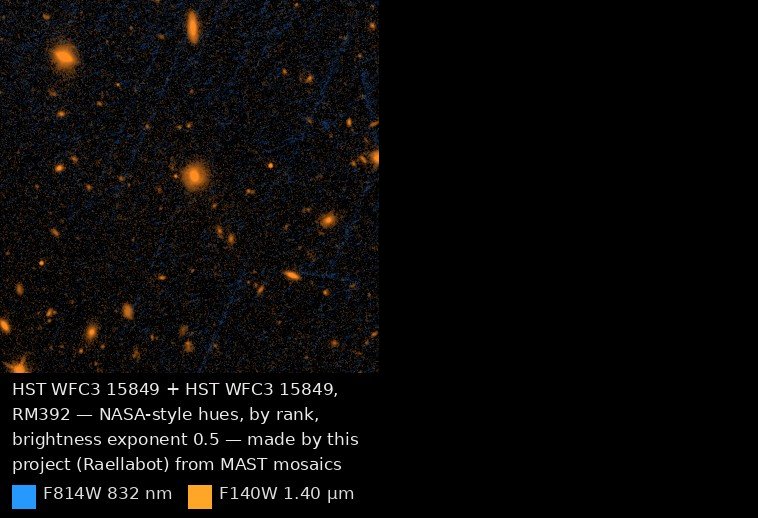 HST WFC3 15849 + HST WFC3 15849,
RM392 — NASA-style hues, by rank,
brightness exponent 0.5 — made by this
project (Raellabot) from MAST mosaics
F814W 832 nm F140W 1.40 µm